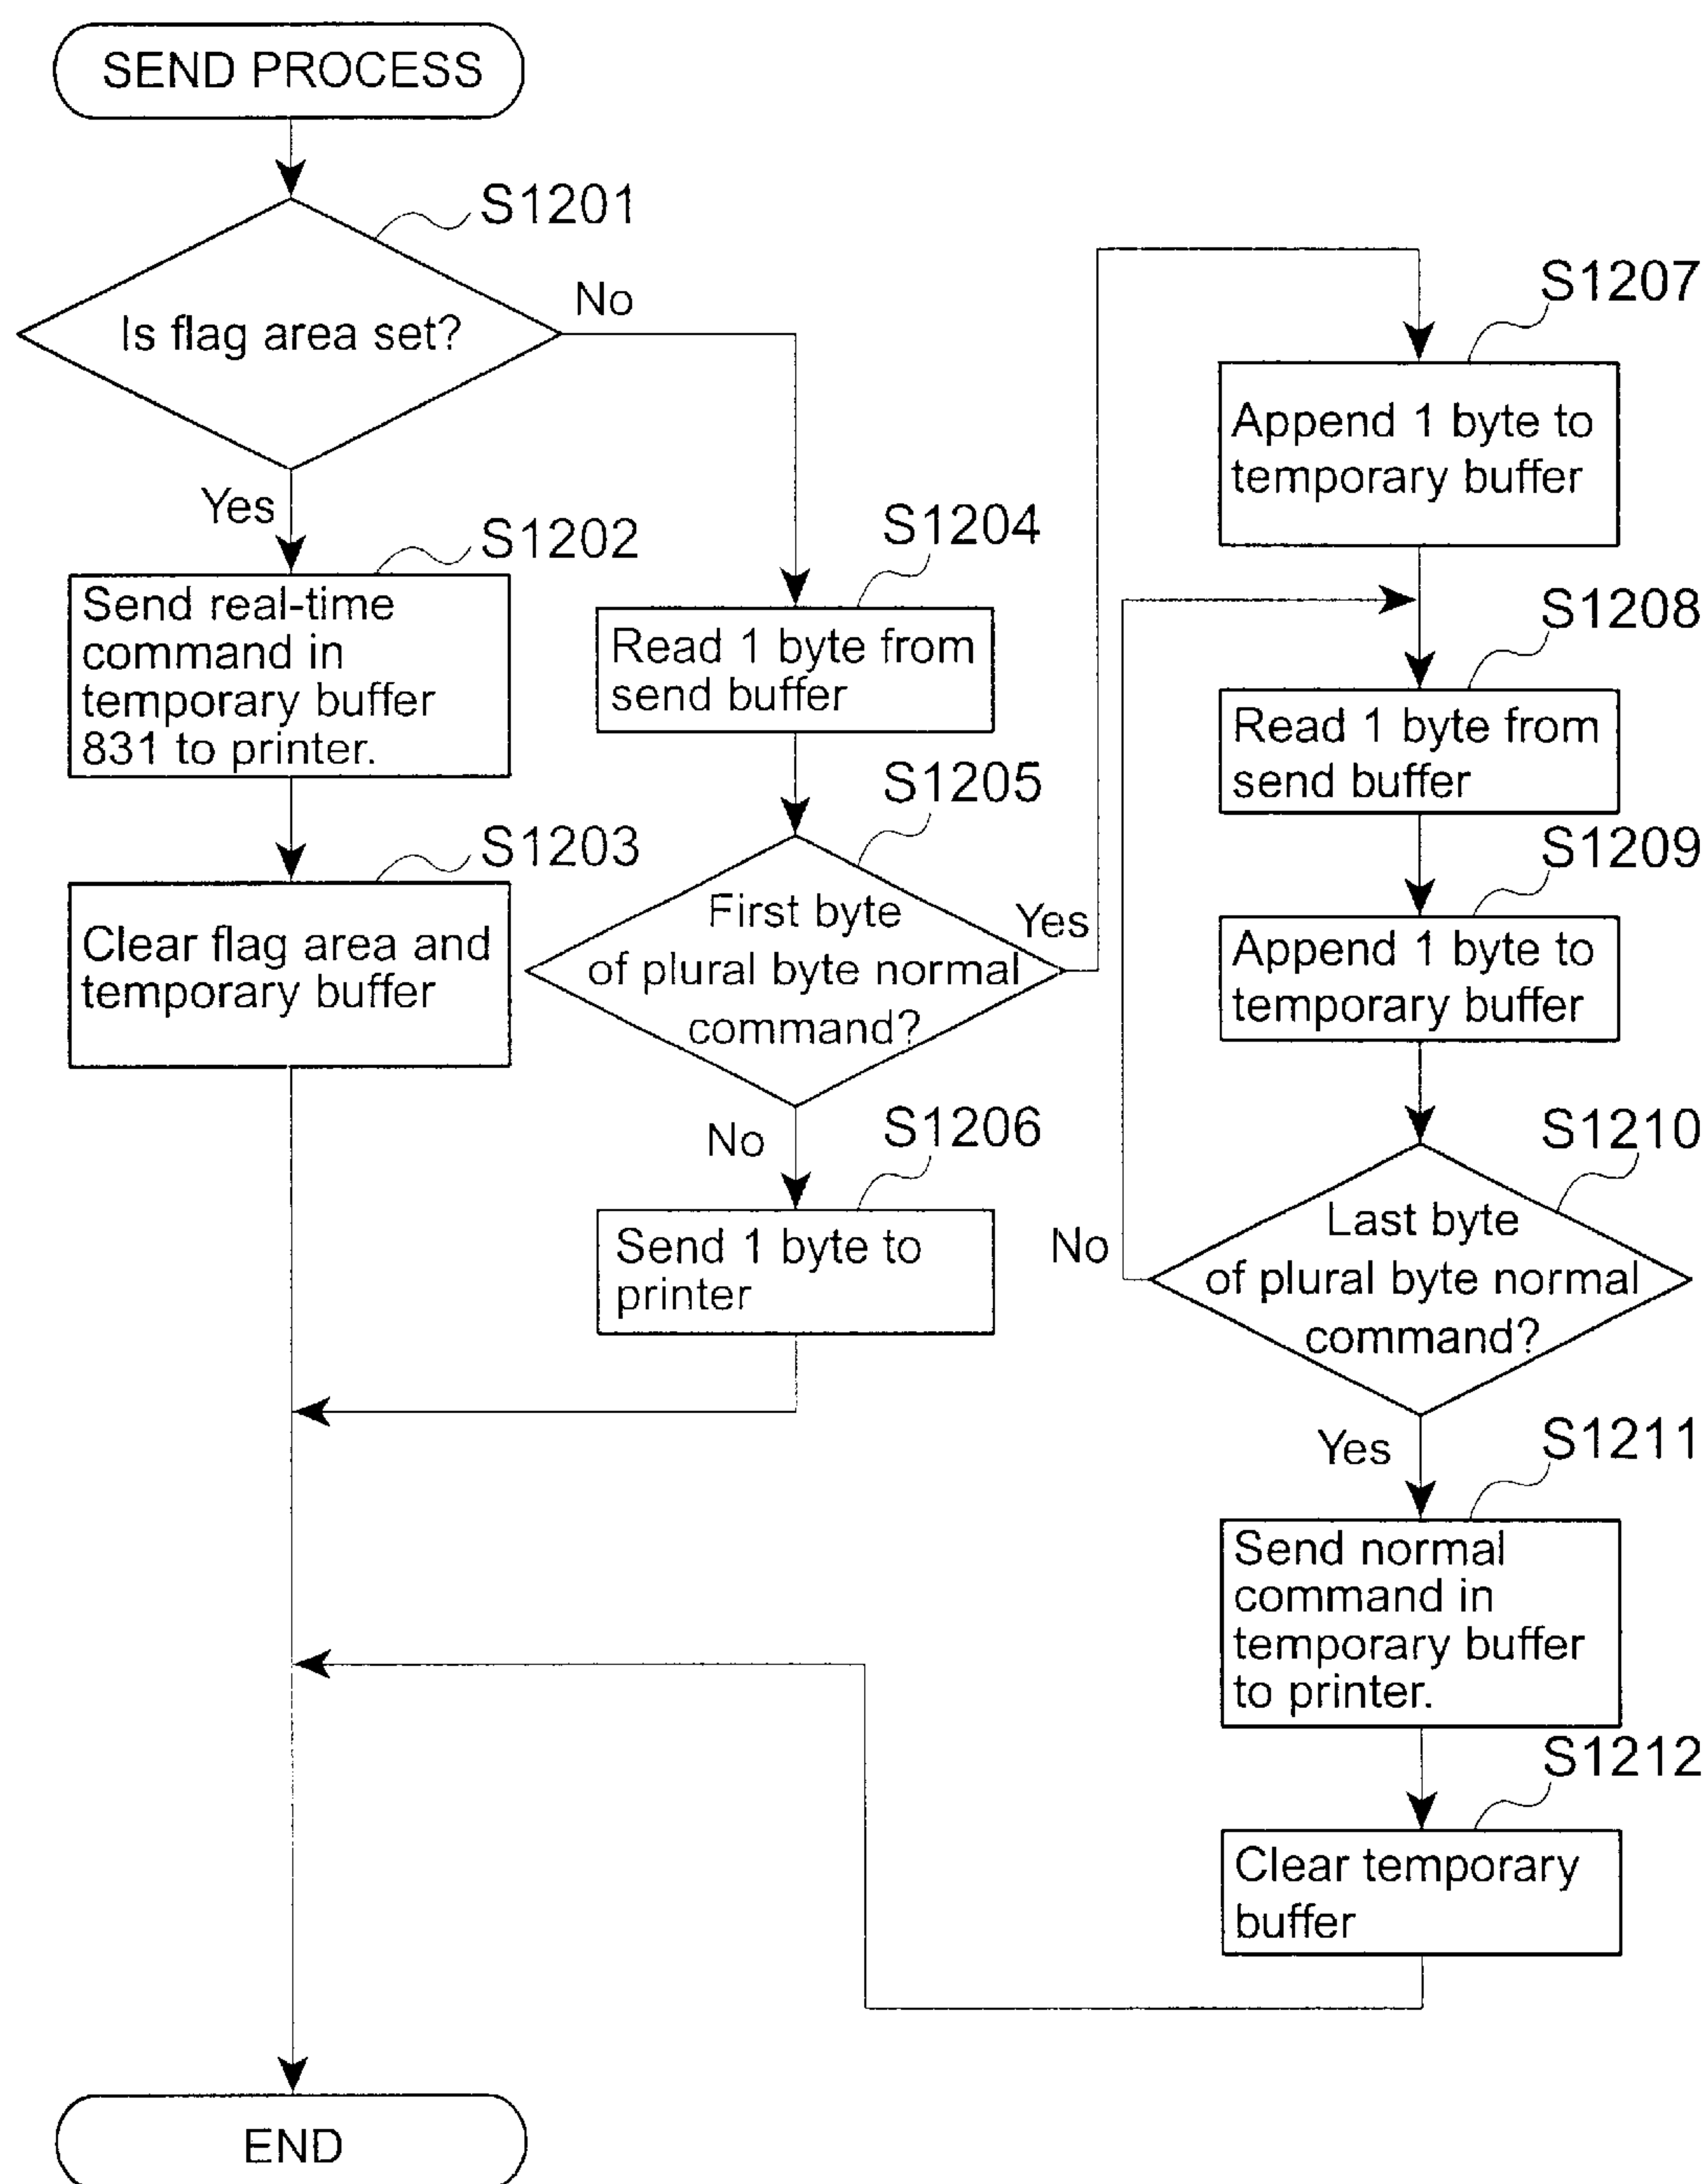 SEND PROCESS
S1201
Is flag area set?
No
Yes
S1202
Send real-time
command in
temporary buffer
831 to printer.
S1203
Clear flag area and
temporary buffer
S1204
Read 1 byte from
send buffer
S1205
First byte
of plural byte normal
command?
Yes
No
S1206
Send 1 byte to
printer
S1207
Append 1 byte to
temporary buffer
S1208
Read 1 byte from
send buffer
S1209
Append 1 byte to
temporary buffer
S1210
Last byte
of plural byte normal
command?
No
Yes
S1211
Send normal
command in
temporary buffer
to printer.
S1212
Clear temporary
buffer
END